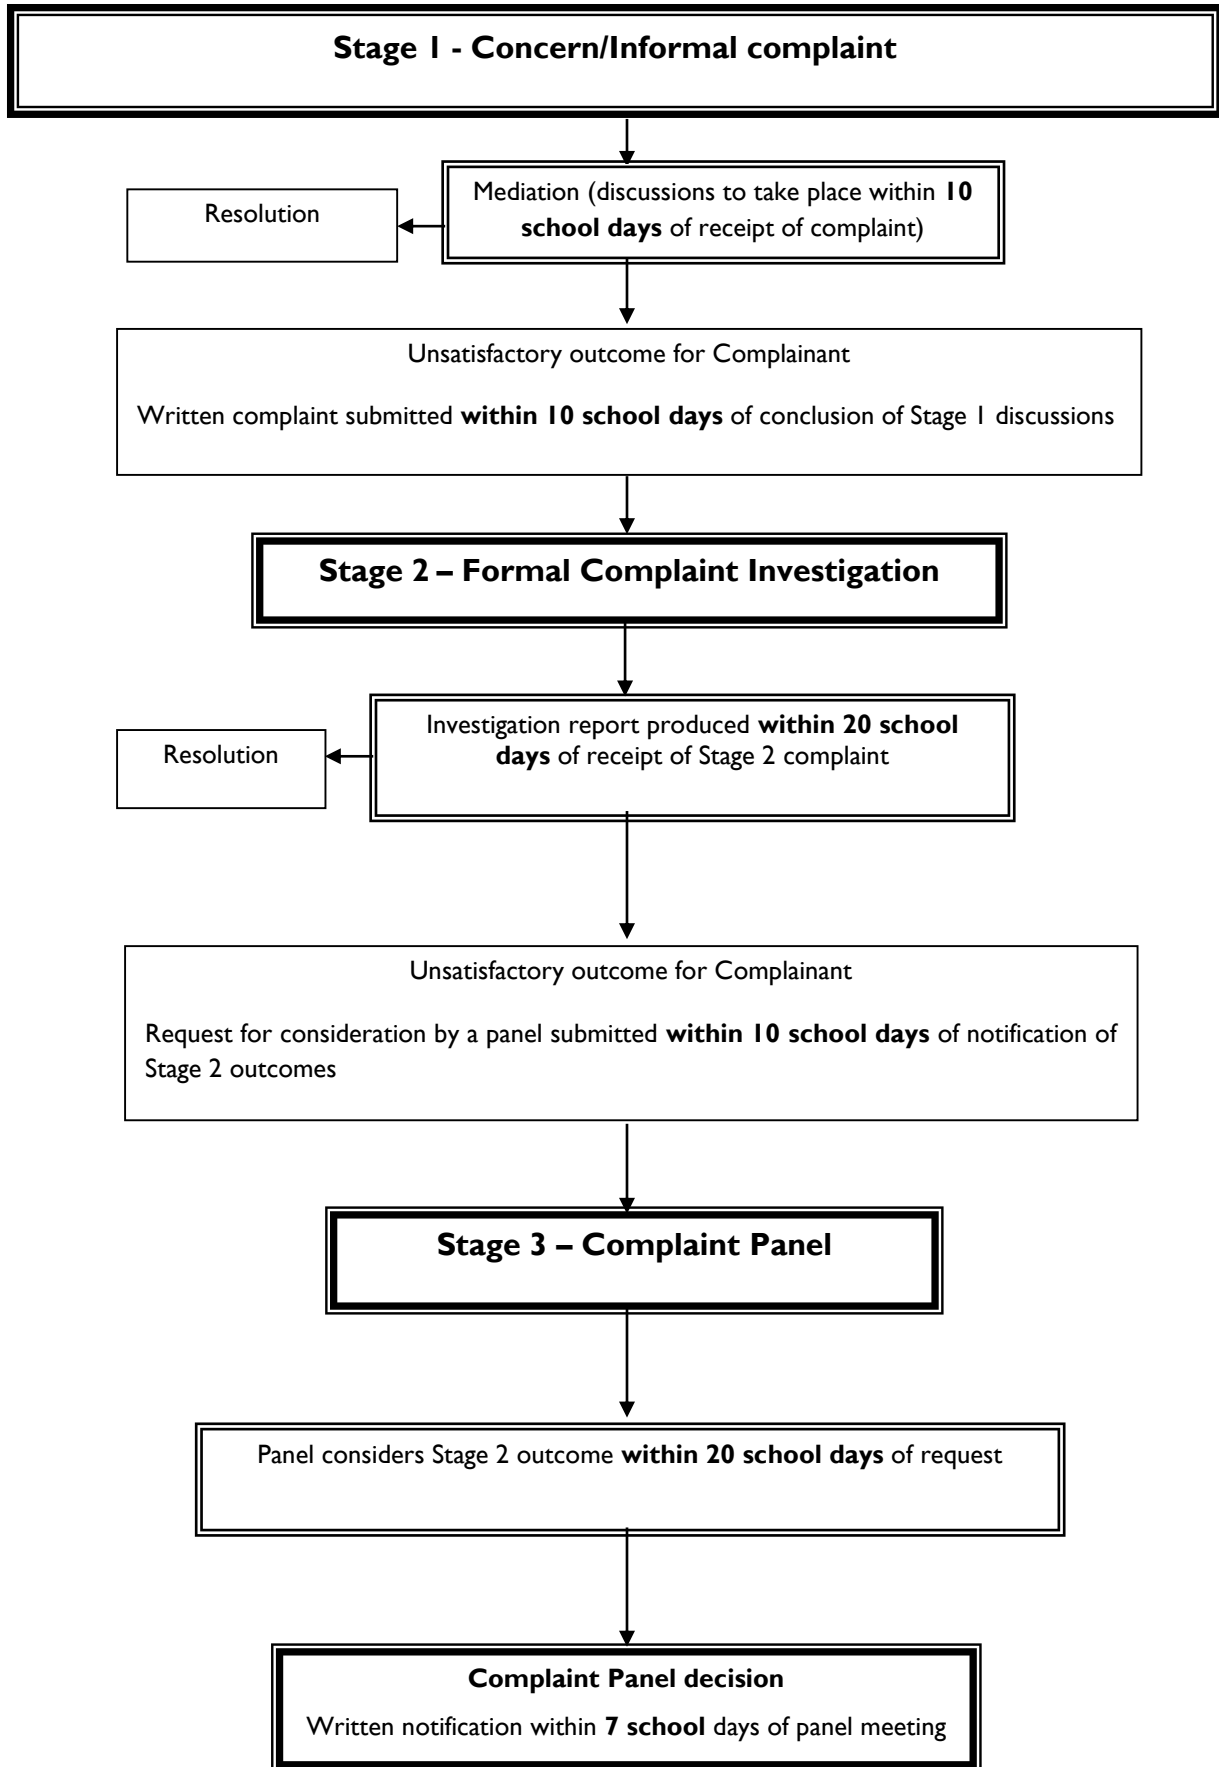 Stage 1 - Concern/Informal complaint
Mediation (discussions to take place within 10
school days of receipt of complaint)
Resolution
Unsatisfactory outcome for Complainant
Written complaint submitted within 10 school days of conclusion of Stage 1 discussions
Stage 2 – Formal Complaint Investigation
Investigation report produced within 20 school
days of receipt of Stage 2 complaint
Resolution
Unsatisfactory outcome for Complainant
Request for consideration by a panel submitted within 10 school days of notification of
Stage 2 outcomes
Stage 3 – Complaint Panel
Panel considers Stage 2 outcome within 20 school days of request
Complaint Panel decision
Written notification within 7 school days of panel meeting